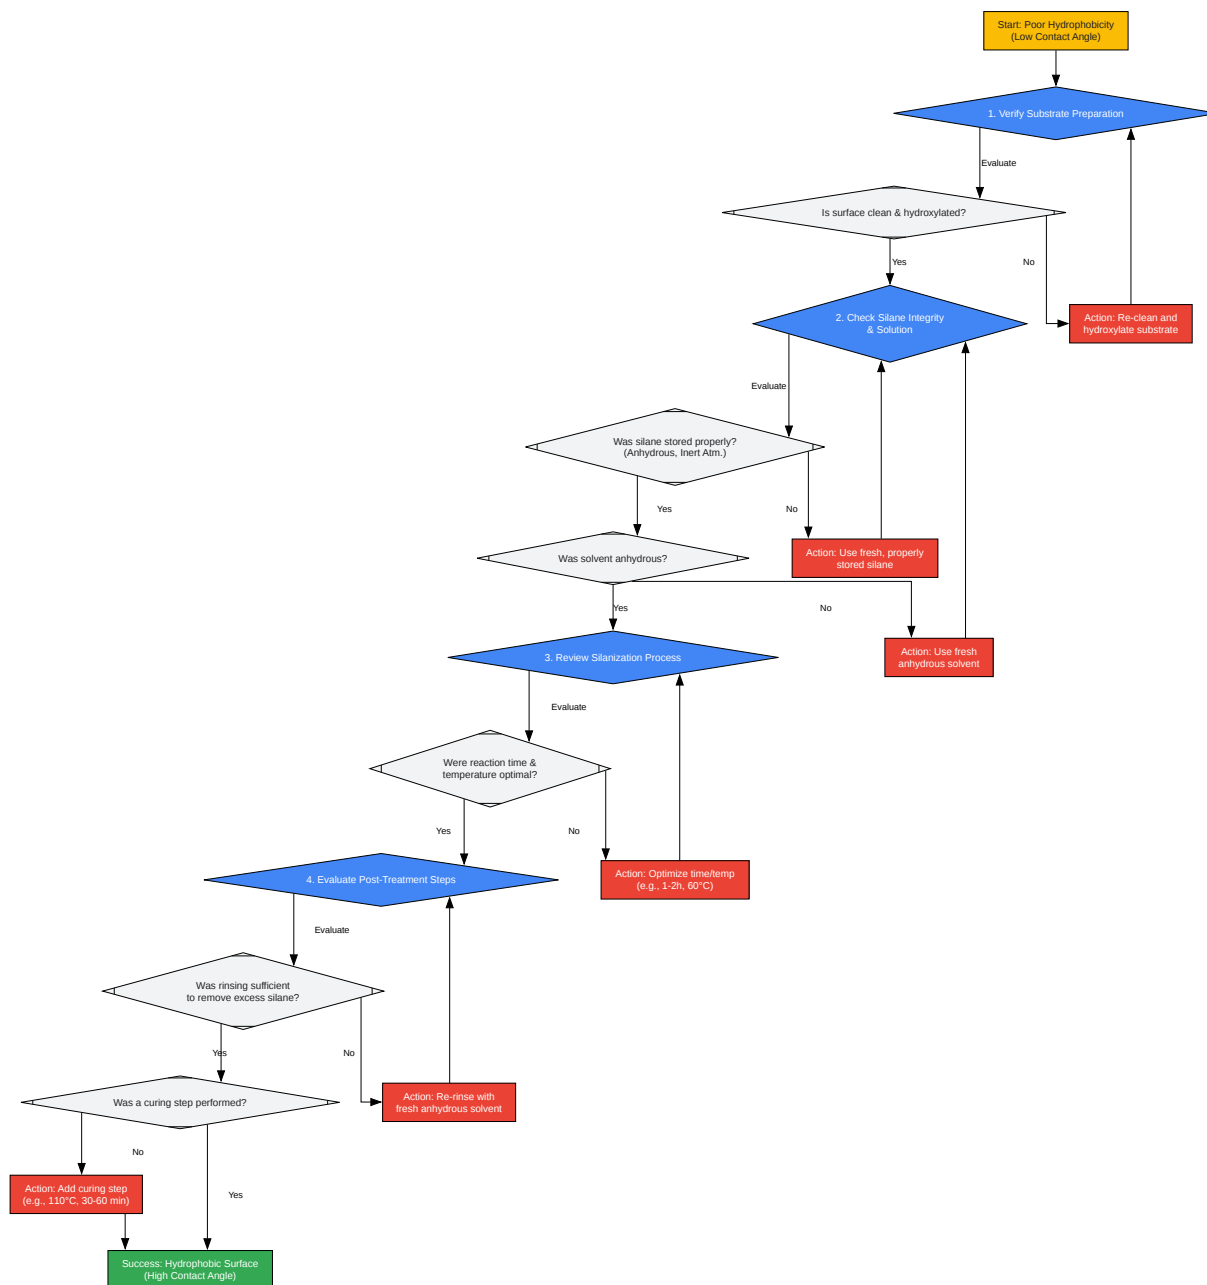 Start: Poor Hydrophobicity
(Low Contact Angle)
1. Verify Substrate Preparation
Evaluate
Is surface clean & hydroxylated?
Yes
No
2. Check Silane Integrity
& Solution
Action: Re-clean and
hydroxylate substrate
Evaluate
Was silane stored properly?
(Anhydrous, Inert Atm.)
Yes
No
Was solvent anhydrous?
Action: Use fresh, properly
stored silane
Yes
No
3. Review Silanization Process
Action: Use fresh
anhydrous solvent
Evaluate
Were reaction time &
temperature optimal?
Yes
No
4. Evaluate Post-Treatment Steps
Action: Optimize time/temp
(e.g., 1-2h, 60°C)
Evaluate
Was rinsing sufficient
to remove excess silane?
Yes
No
Was a curing step performed?
Action: Re-rinse with
fresh anhydrous solvent
No
Action: Add curing step
(e.g., 110°C, 30-60 min)
Yes
Success: Hydrophobic Surface
(High Contact Angle)